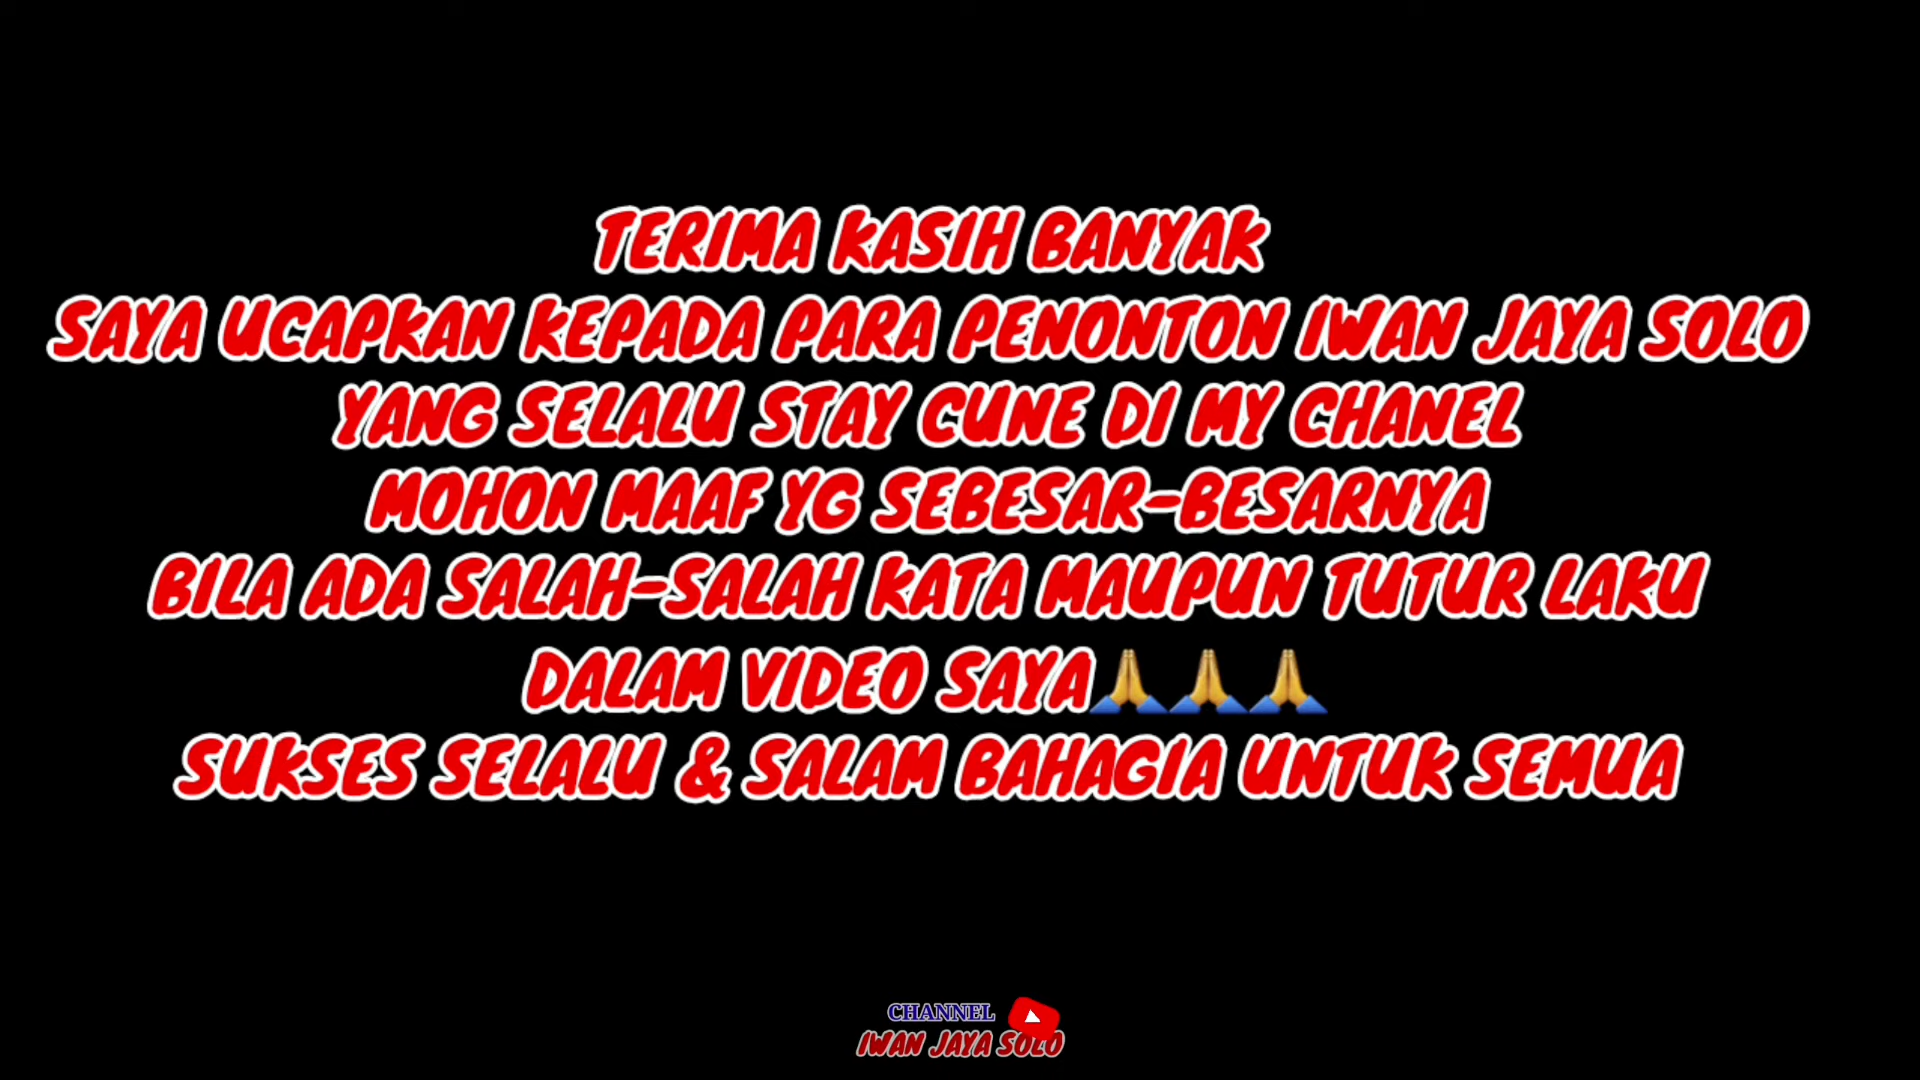 TERIMA KASIH BANYAK
SAYA UCAPKAN KEPADA PARA PENONTON IWAN JAYA SOLO
YANG SELALU STAY CUNE DI MY CHANEL
MOHON MAAF YG SEBESAR-BESARNYA
BILA ADA SALAH-SALAH KATA MAUPUN TUTUR LAKU
DALAM VIDEO SAYA🙏🙏🙏
SUKSES SELALU & SALAM BAHAGIA UNTUK SEMUA
CHANNEL
IWAN JAYA SOLO